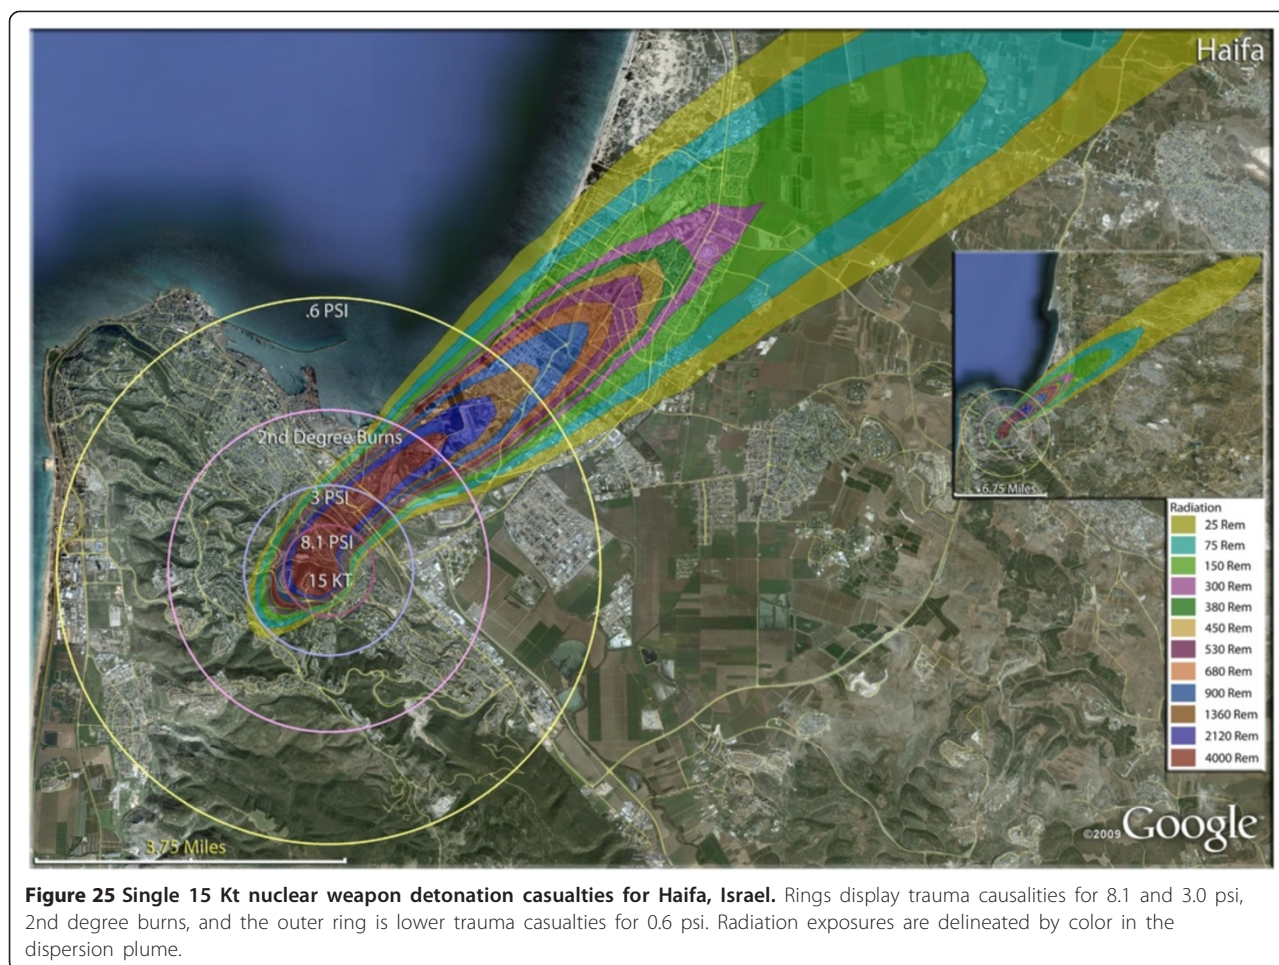 Haifa
.6 PSI
2nd Degree Burns
3 PSI
8.1 PSI
15 KT
6.75 Miles
Radiation
25 Rem
75 Rem
150 Rem
300 Rem
380 Rem
450 Rem
530 Rem
680 Rem
900 Rem
1360 Rem
2120 Rem
4000 Rem
©2009 Google
3.75 Miles
Figure 25 Single 15 Kt nuclear weapon detonation casualties for Haifa, Israel. Rings display trauma causalities for 8.1 and 3.0 psi,
2nd degree burns, and the outer ring is lower trauma casualties for 0.6 psi. Radiation exposures are delineated by color in the
dispersion plume.